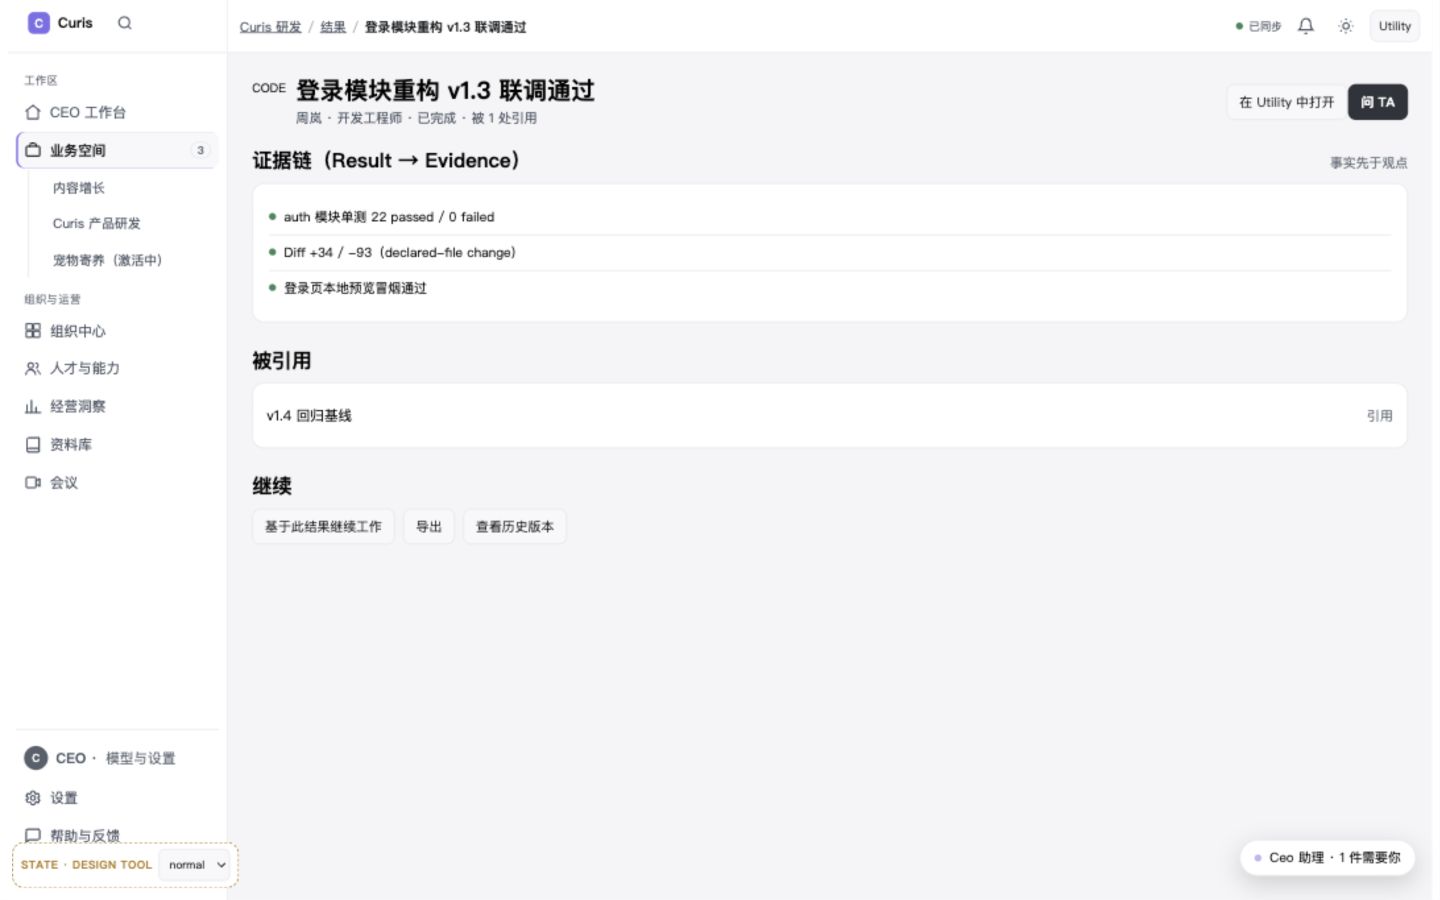 C Curis
Curis 研发 / 结果 / 登录模块重构 v1.3 联调通过
已同步
Utility
工作区
CEO 工作台
业务空间 3
内容增长
Curis 产品研发
宠物寄养（激活中）
组织与运营
组织中心
人才与能力
经营洞察
资料库
会议
C CEO · 模型与设置
设置
帮助与反馈
STATE · DESIGN TOOL normal
CODE 登录模块重构 v1.3 联调通过
周岚 · 开发工程师 · 已完成 · 被 1 处引用
在 Utility 中打开
问 TA
证据链（Result → Evidence）
事实先于观点
auth 模块单测 22 passed / 0 failed
Diff +34 / −93（declared-file change）
登录页本地预览冒烟通过
被引用
v1.4 回归基线 引用
继续
基于此结果继续工作 导出 查看历史版本
Ceo 助理 · 1 件需要你